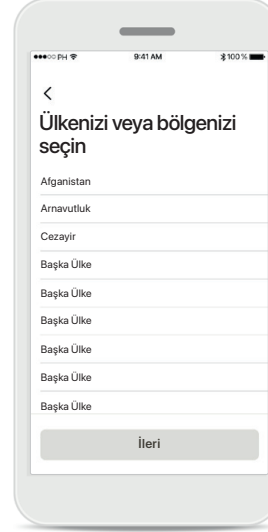 PH 9:41 AM 100 %
Ülkenizi veya bölgenizi
seçin
Afganistan
Arnavutluk
Cezayir
Başka Ülke
Başka Ülke
Başka Ülke
Başka Ülke
Başka Ülke
Başka Ülke
İleri